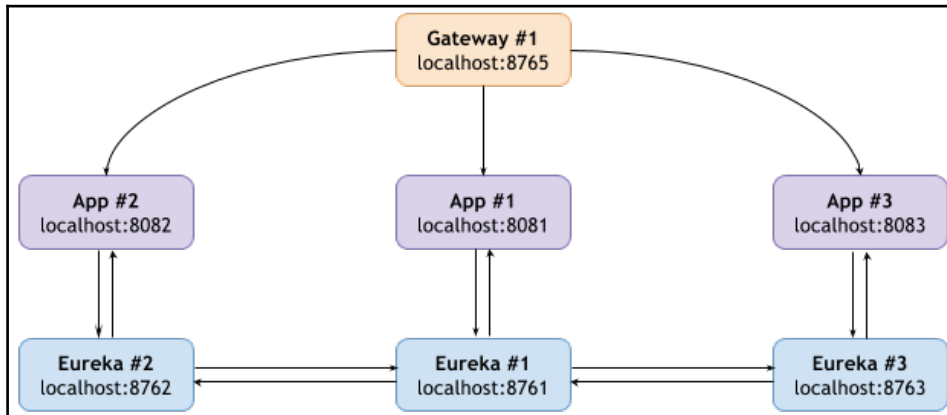 Gateway #1
localhost:8765
App #2
localhost:8082
App #1
localhost:8081
App #3
localhost:8083
Eureka #2
localhost:8762
Eureka #1
localhost:8761
Eureka #3
localhost:8763